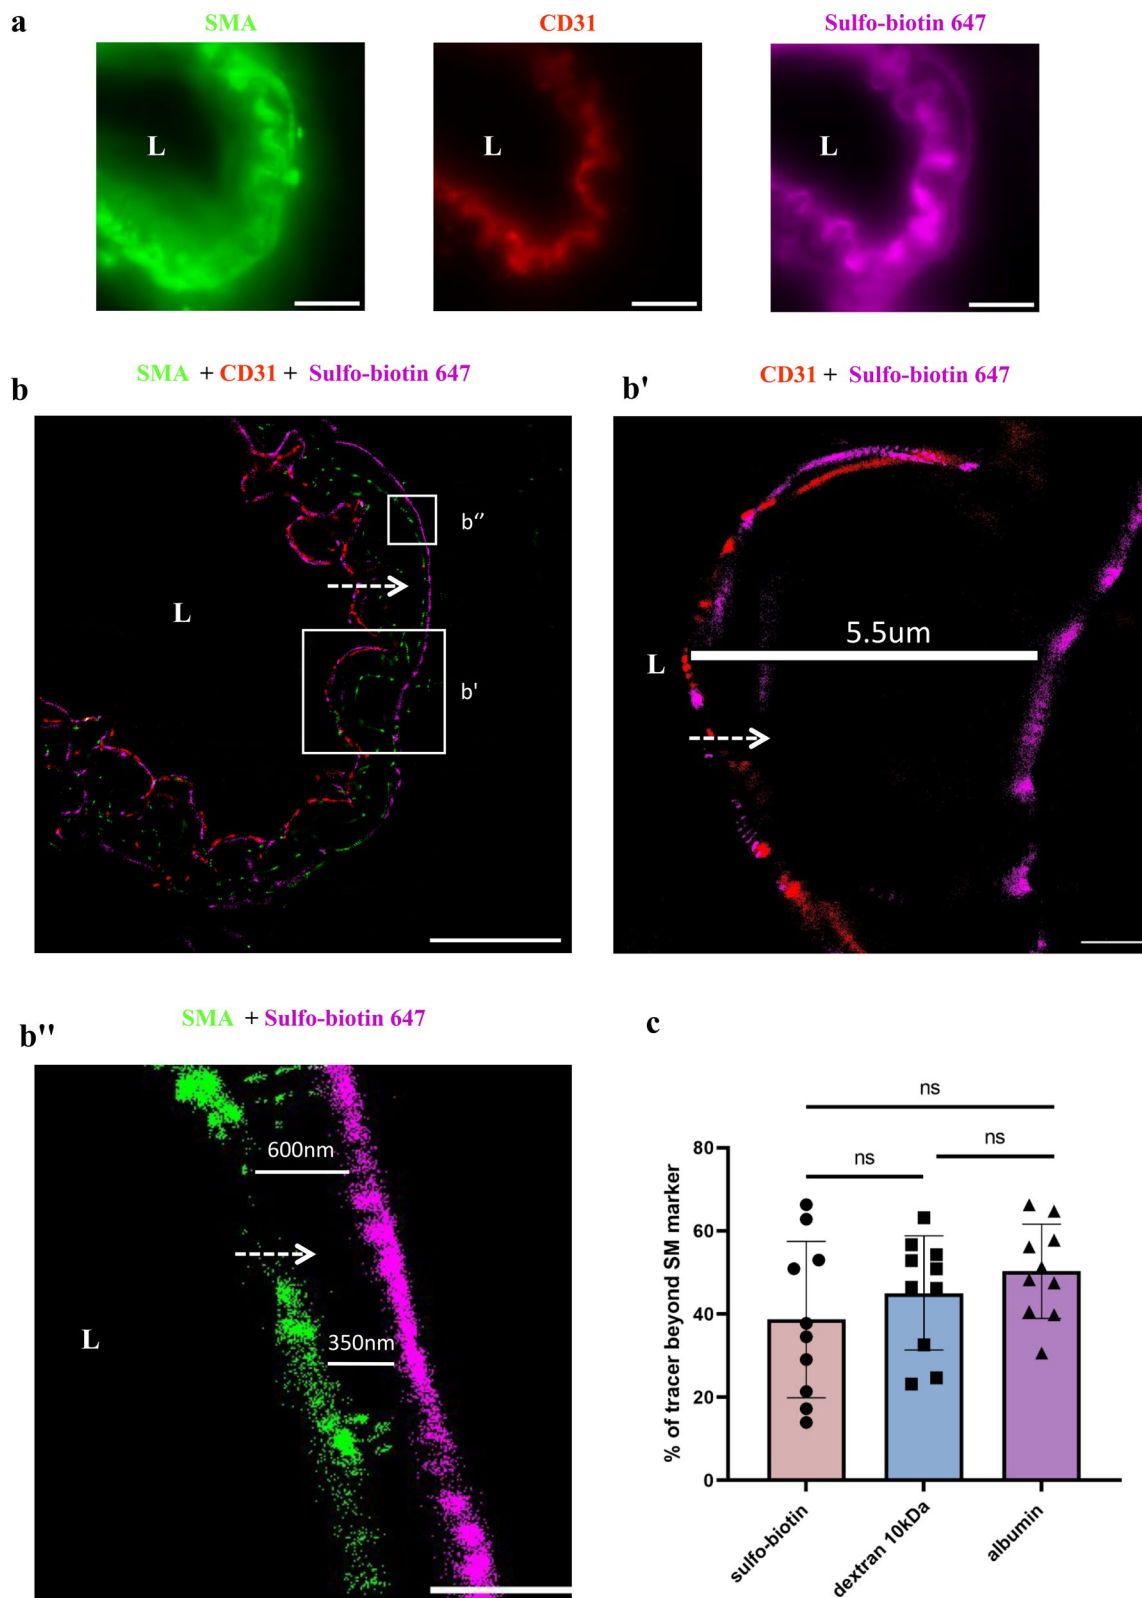 a
SMA
CD31
Sulfo-biotin 647
L
L
L
b
SMA + CD31 + Sulfo-biotin 647
L
b″
b'
b'
CD31 + Sulfo-biotin 647
5.5um
L
b"
SMA + Sulfo-biotin 647
600nm
350nm
L
c
ns
ns
ns
% of tracer beyond SM marker
80
60
40
20
0
sulfo-biotin
dextran 10kDa
albumin